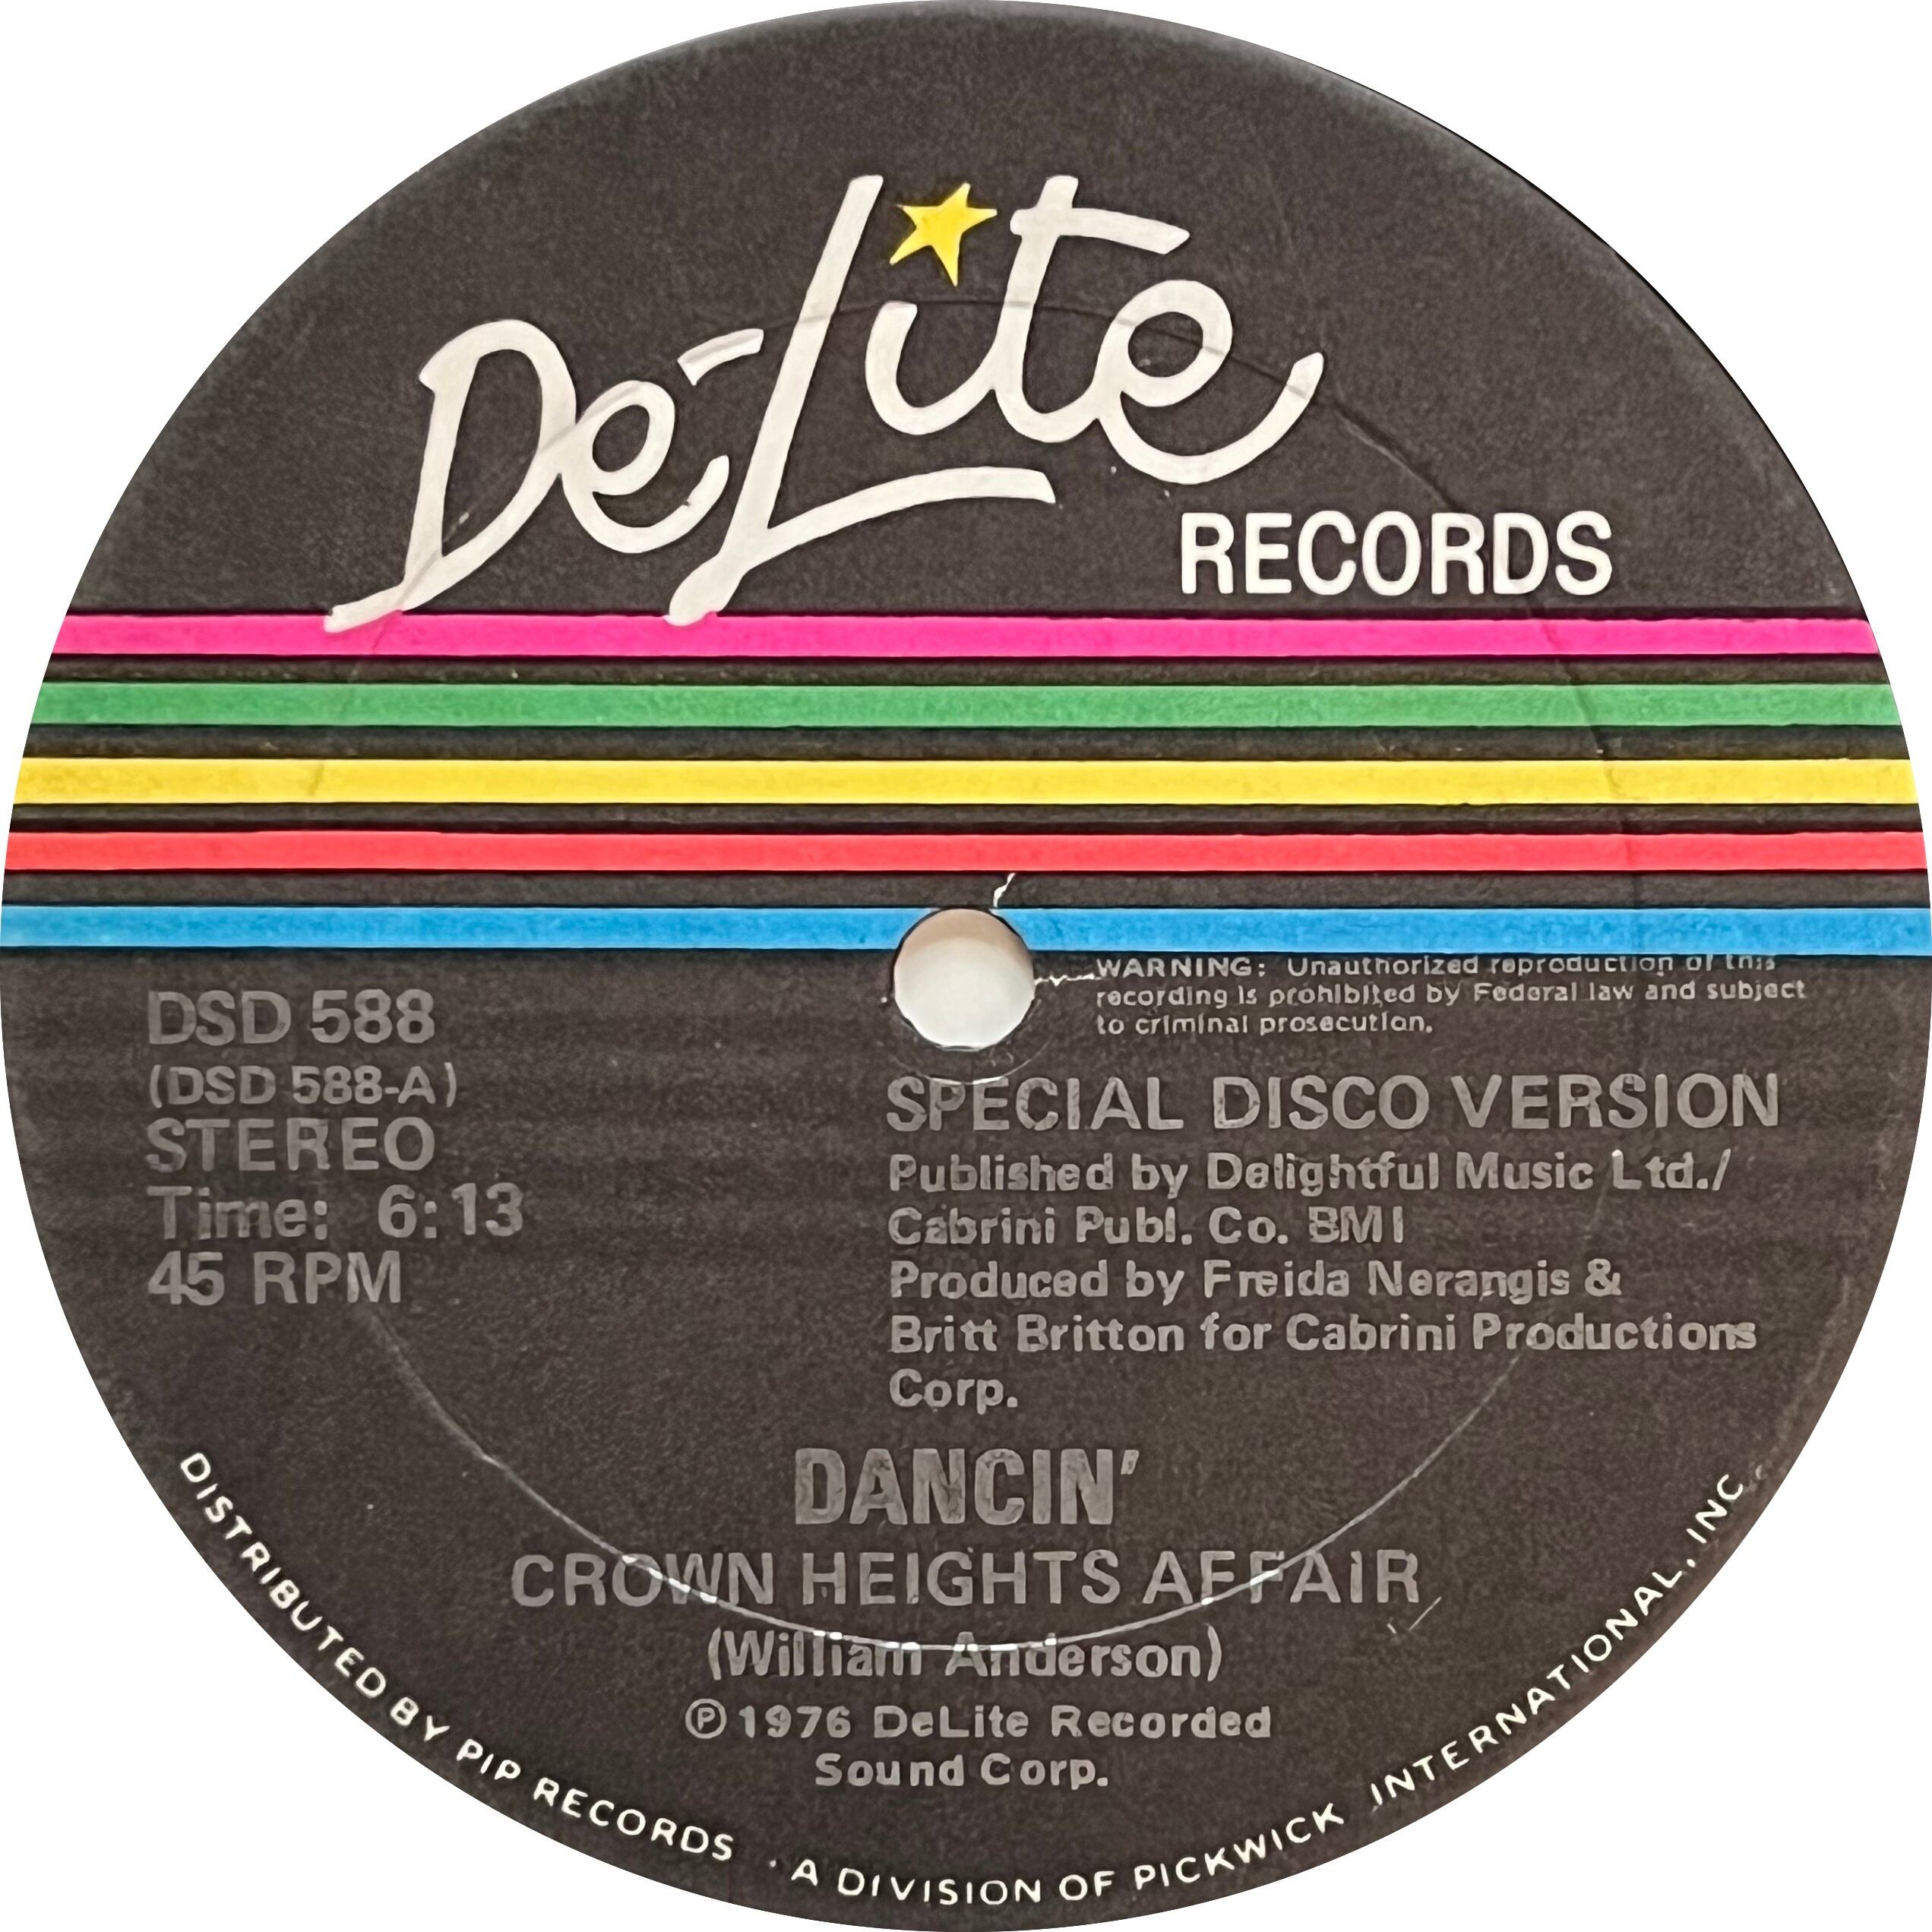 De-Lite
RECORDS
WARNING: Unauthorized reproduction of this
recording is prohibited by Federal law and subject
to criminal prosecution.
DSD 588
(DSD 588-A)
STEREO
Time: 6:13
45 RPM
SPECIAL DISCO VERSION
Published by Delightful Music Ltd./
Cabrini Publ. Co. BMI
Produced by Freida Nerangis &
Britt Britton for Cabrini Productions
Corp.
DANCIN'
CROWN HEIGHTS AFFAIR
(William Anderson)
℗ 1976 DeLite Recorded
Sound Corp.
DISTRIBUTED BY PIP RECORDS · A DIVISION OF PICKWICK INTERNATIONAL, INC.